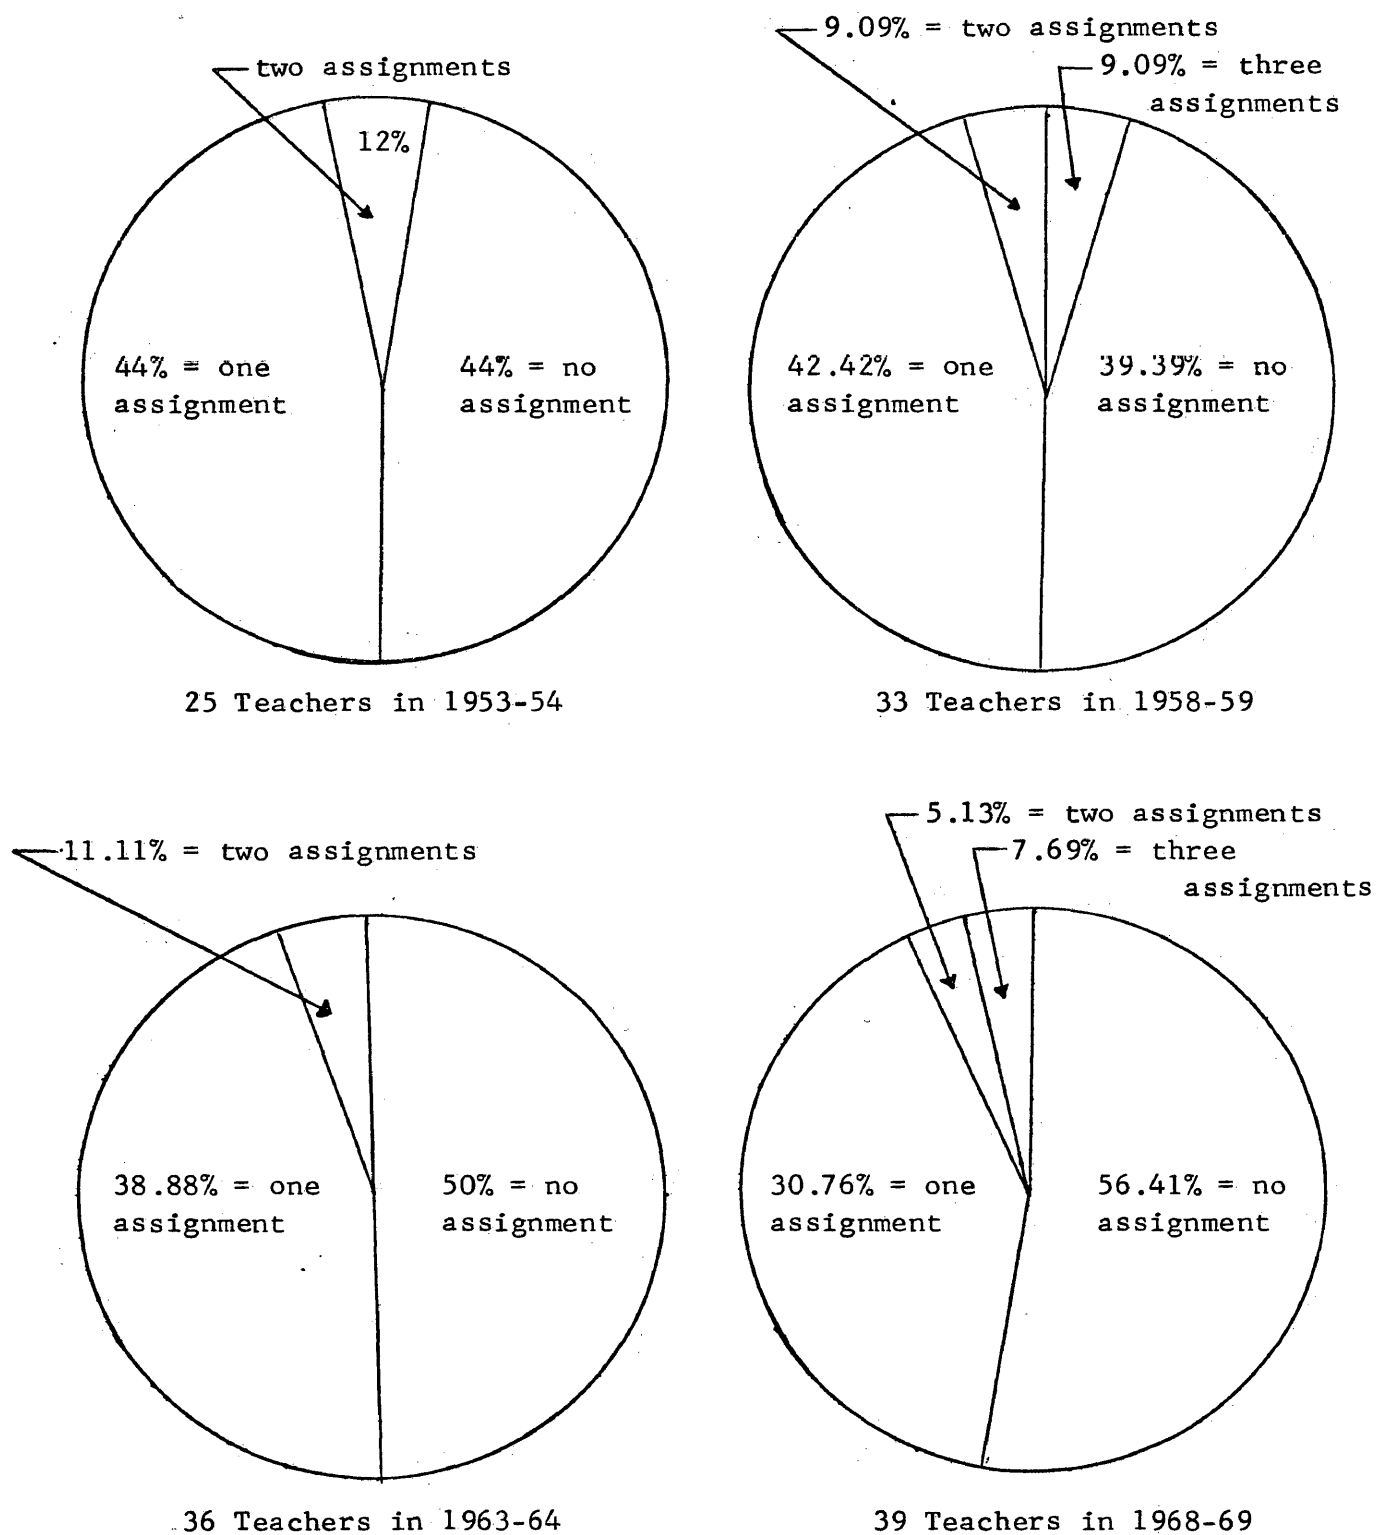 two assignments
12%
44% = one
assignment
44% = no
assignment
25 Teachers in 1953-54
9.09% = two assignments
9.09% = three
assignments
42.42% = one
assignment
39.39% = no
assignment
33 Teachers in 1958-59
11.11% = two assignments
38.88% = one
assignment
50% = no
assignment
36 Teachers in 1963-64
5.13% = two assignments
7.69% = three
assignments
30.76% = one
assignment
56.41% = no
assignment
39 Teachers in 1968-69